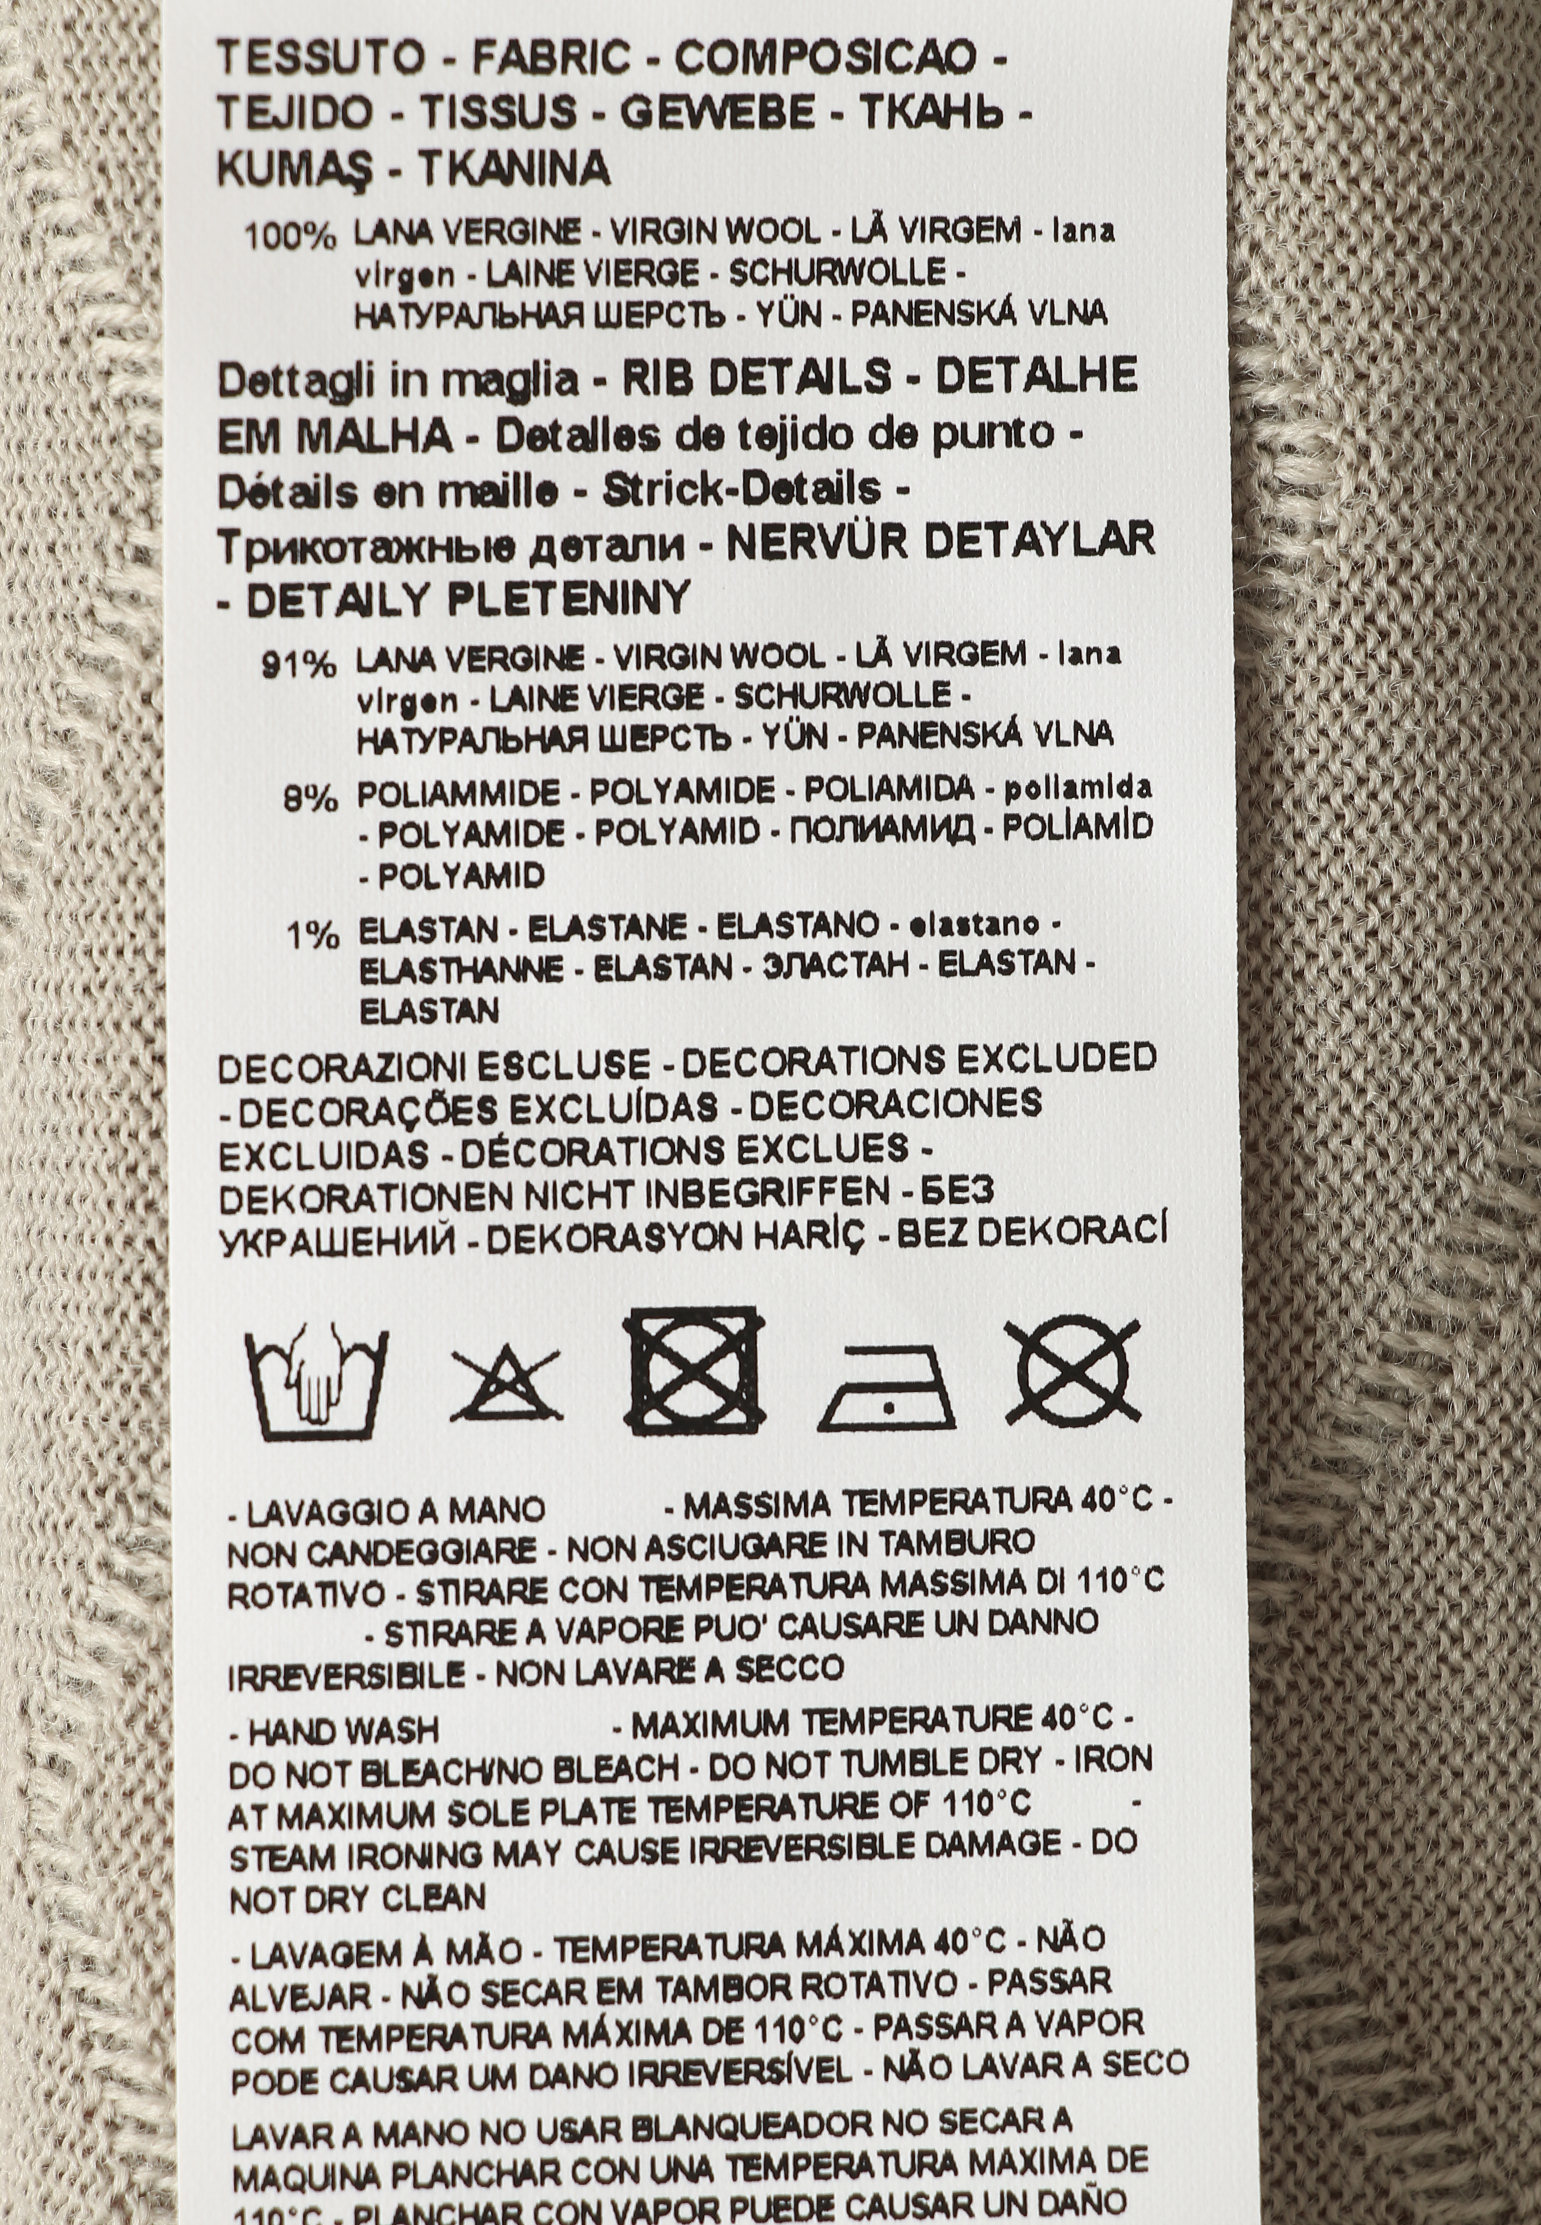 TESSUTO - FABRIC - COMPOSICAO -
TEJIDO - TISSUS - GEWEBE - ТКАНЬ -
KUMAŞ - TKANINA
100% LANA VERGINE - VIRGIN WOOL - LÃ VIRGEM - lana
virgen - LAINE VIERGE - SCHURWOLLE -
НАТУРАЛЬНАЯ ШЕРСТЬ - YÜN - PANENSKÁ VLNA
Dettagli in maglia - RIB DETAILS - DETALHE
EM MALHA - Detalles de tejido de punto -
Détails en maille - Strick-Details -
Трикотажные детали - NERVÜR DETAYLAR
- DETAILY PLETENINY
91% LANA VERGINE - VIRGIN WOOL - LÃ VIRGEM - lana
virgen - LAINE VIERGE - SCHURWOLLE -
НАТУРАЛЬНАЯ ШЕРСТЬ - YÜN - PANENSKÁ VLNA
8% POLIAMMIDE - POLYAMIDE - POLIAMIDA - poliamida
- POLYAMIDE - POLYAMID - ПОЛИАМИД - POLİAMİD
- POLYAMID
1% ELASTAN - ELASTANE - ELASTANO - elastano -
ELASTHANNE - ELASTAN - ЭЛАСТАН - ELASTAN -
ELASTAN
DECORAZIONI ESCLUSE - DECORATIONS EXCLUDED
- DECORAÇÕES EXCLUÍDAS - DECORACIONES
EXCLUIDAS - DÉCORATIONS EXCLUES -
DEKORATIONEN NICHT INBEGRIFFEN - БЕЗ
УКРАШЕНИЙ - DEKORASYON HARİÇ - BEZ DEKORACÍ
- LAVAGGIO A MANO - MASSIMA TEMPERATURA 40°C -
NON CANDEGGIARE - NON ASCIUGARE IN TAMBURO
ROTATIVO - STIRARE CON TEMPERATURA MASSIMA DI 110°C
- STIRARE A VAPORE PUO' CAUSARE UN DANNO
IRREVERSIBILE - NON LAVARE A SECCO
- HAND WASH - MAXIMUM TEMPERATURE 40°C -
DO NOT BLEACH/NO BLEACH - DO NOT TUMBLE DRY - IRON
AT MAXIMUM SOLE PLATE TEMPERATURE OF 110°C -
STEAM IRONING MAY CAUSE IRREVERSIBLE DAMAGE - DO
NOT DRY CLEAN
- LAVAGEM À MÃO - TEMPERATURA MÁXIMA 40°C - NÃO
ALVEJAR - NÃO SECAR EM TAMBOR ROTATIVO - PASSAR
COM TEMPERATURA MÁXIMA DE 110°C - PASSAR A VAPOR
PODE CAUSAR UM DANO IRREVERSÍVEL - NÃO LAVAR A SECO
LAVAR A MANO NO USAR BLANQUEADOR NO SECAR A
MAQUINA PLANCHAR CON UNA TEMPERATURA MAXIMA DE
110°C - PLANCHAR CON VAPOR PUEDE CAUSAR UN DAÑO